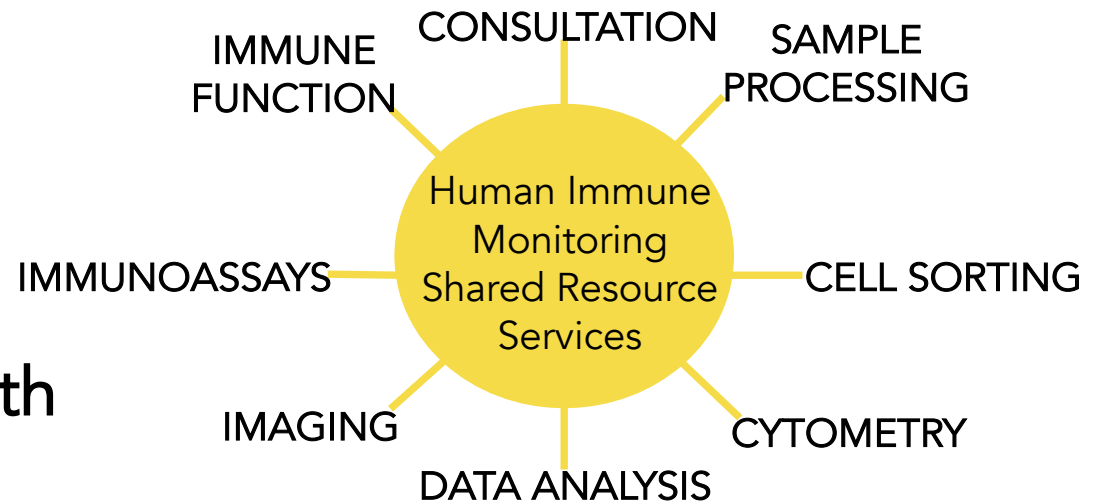 CONSULTATION
SAMPLE
PROCESSING
IMMUNE
FUNCTION
Human Immune
Monitoring
Shared Resource
Services
IMMUNOASSAYS
CELL SORTING
th
IMAGING
CYTOMETRY
DATA ANALYSIS